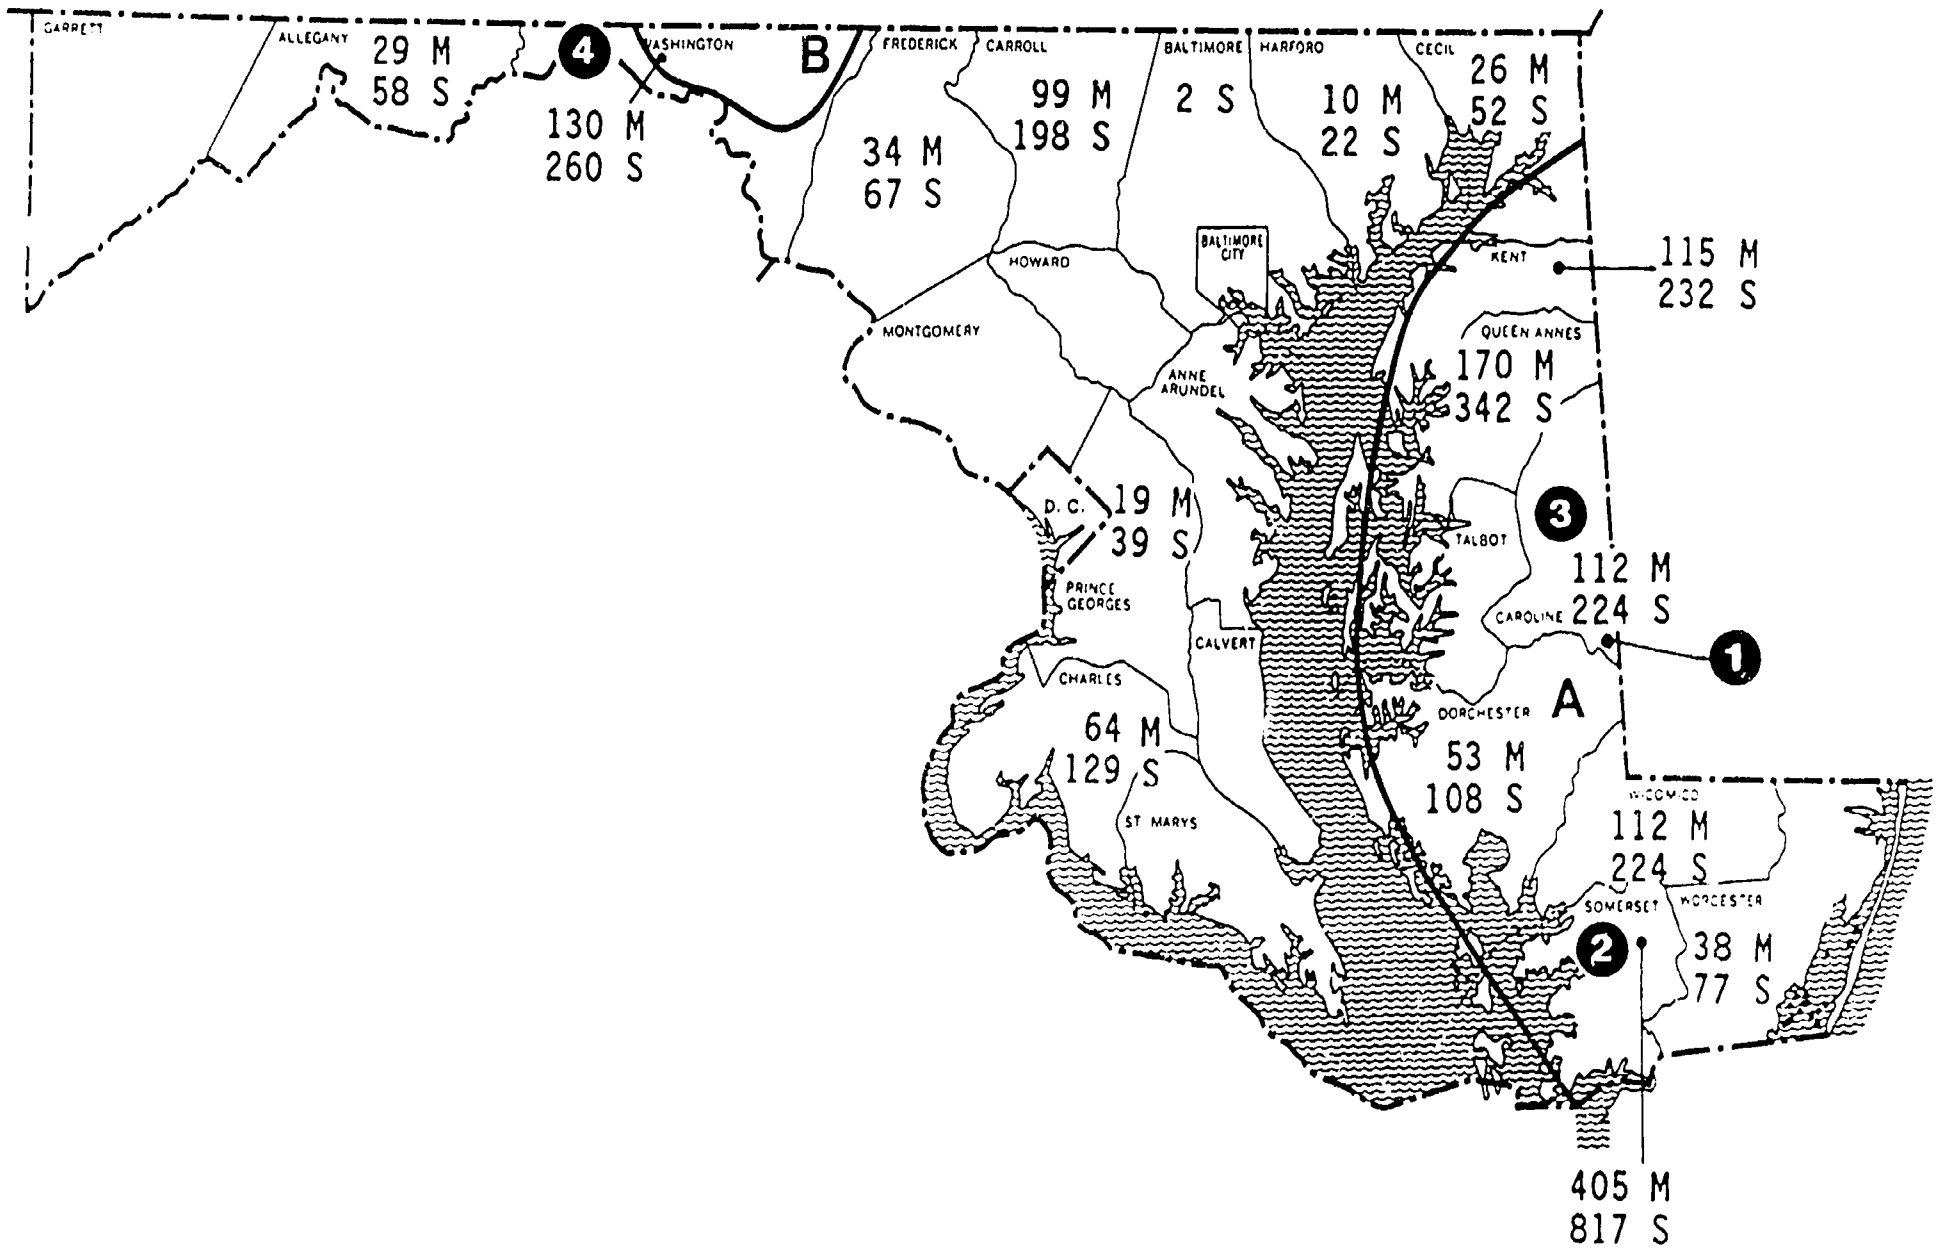 GARRETT
ALLEGANY
29 M
58 S
4
WASHINGTON
B
130 M
260 S
FREDERICK
34 M
67 S
CARROLL
99 M
198 S
BALTIMORE
2 S
HARFORD
10 M
22 S
CECIL
26 M
52 S
BALTIMORE
CITY
HOWARD
KENT
115 M
232 S
MONTGOMERY
QUEEN ANNES
170 M
342 S
ANNE
ARUNDEL
D. C.
19 M
39 S
3
TALBOT
112 M
224 S
PRINCE
GEORGES
CAROLINE
1
CALVERT
CHARLES
64 M
129 S
A
DORCHESTER
53 M
108 S
WICOMICO
112 M
224 S
ST MARYS
SOMERSET
WORCESTER
2
38 M
77 S
405 M
817 S